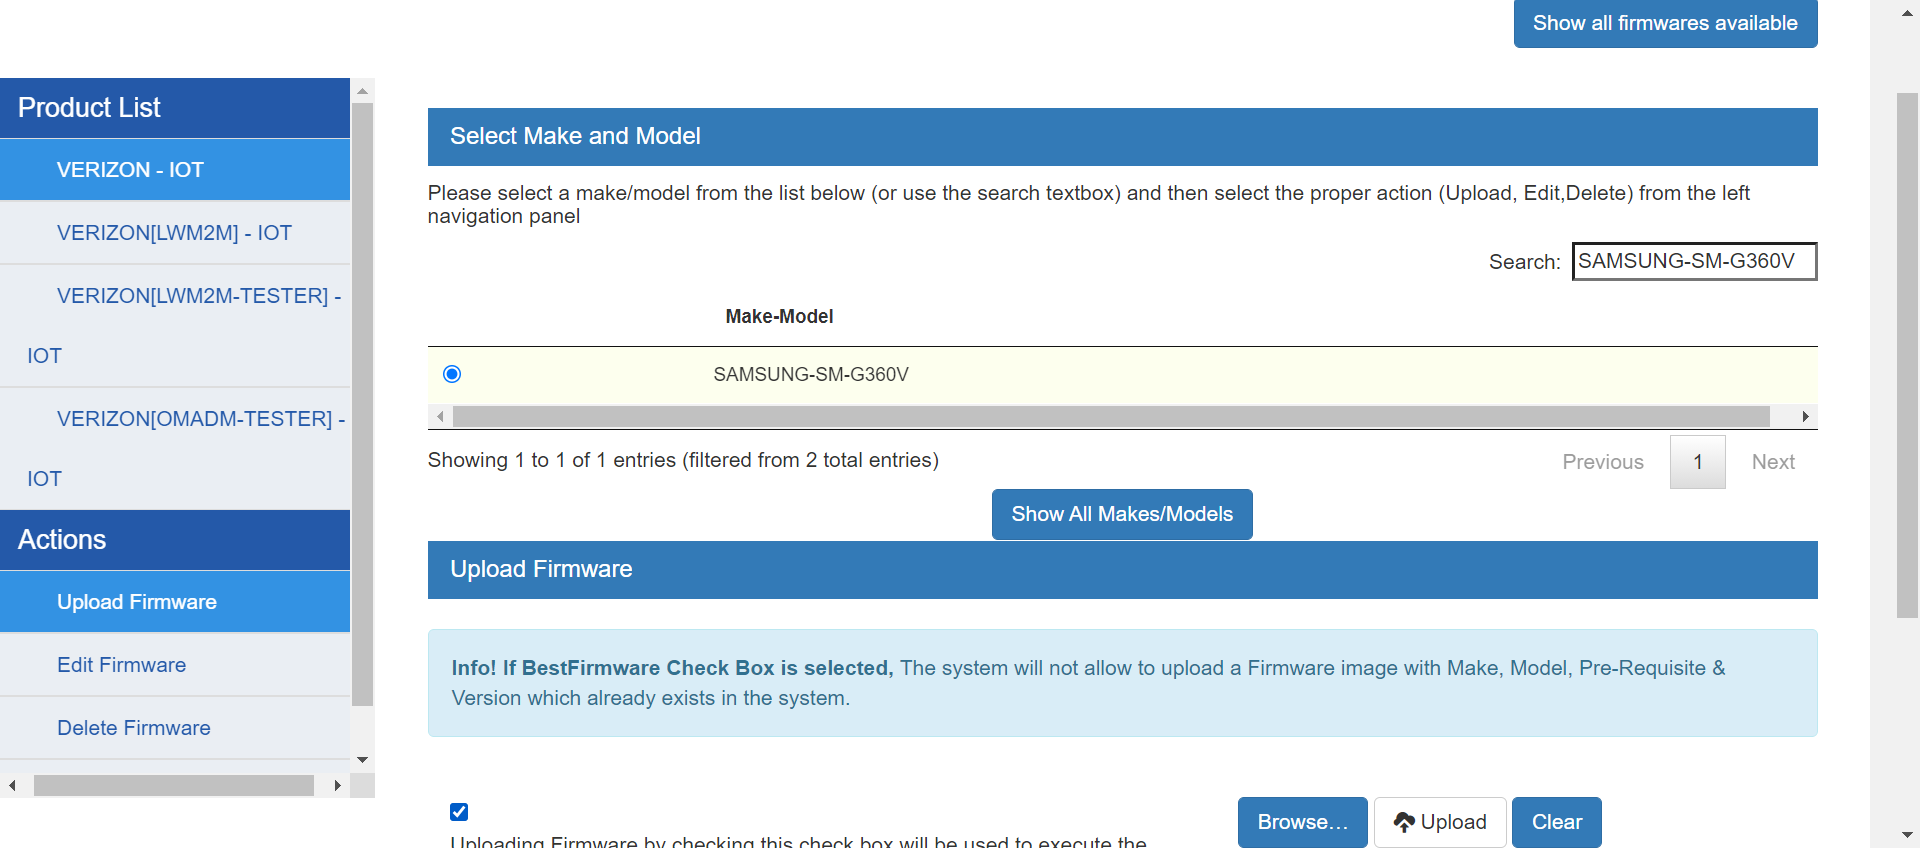 Show all firmwares available
Product List
VERIZON - IOT
VERIZON[LWM2M] - IOT
VERIZON[LWM2M-TESTER] -
IOT
VERIZON[OMADM-TESTER] -
IOT
Actions
Upload Firmware
Edit Firmware
Delete Firmware
Select Make and Model
Please select a make/model from the list below (or use the search textbox) and then select the proper action (Upload, Edit,Delete) from the left
navigation panel
Search: SAMSUNG-SM-G360V
Make-Model
SAMSUNG-SM-G360V
Showing 1 to 1 of 1 entries (filtered from 2 total entries)
Previous 1 Next
Show All Makes/Models
Upload Firmware
Info! If BestFirmware Check Box is selected, The system will not allow to upload a Firmware image with Make, Model, Pre-Requisite &
Version which already exists in the system.
Browse... Upload Clear
Uploading Firmware by checking this check box will be used to execute the